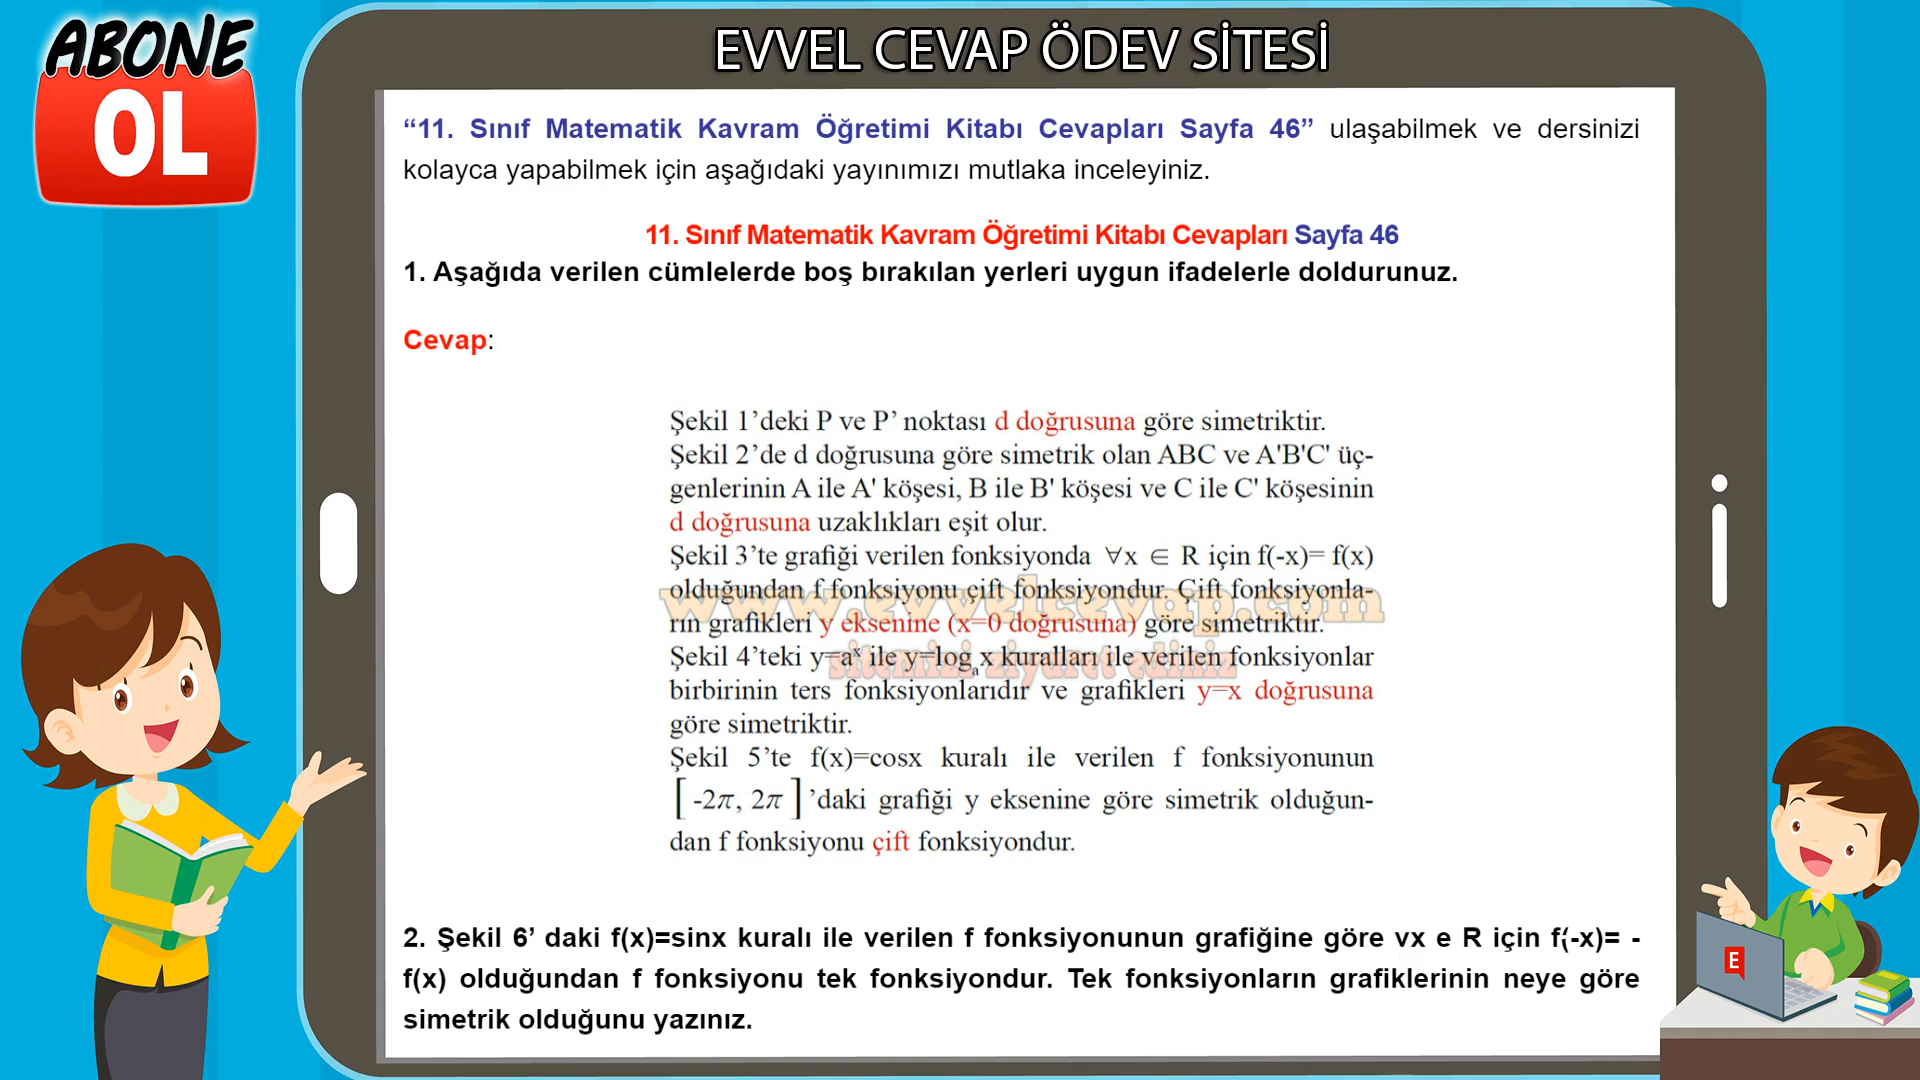 ABONE
OL
EVVEL CEVAP ÖDEV SİTESİ
“11. Sınıf Matematik Kavram Öğretimi Kitabı Cevapları Sayfa 46” ulaşabilmek ve dersinizi
kolayca yapabilmek için aşağıdaki yayınımızı mutlaka inceleyiniz.
11. Sınıf Matematik Kavram Öğretimi Kitabı Cevapları Sayfa 46
1. Aşağıda verilen cümlelerde boş bırakılan yerleri uygun ifadelerle doldurunuz.
Cevap:
Şekil 1’deki P ve P’ noktası d doğrusuna göre simetriktir.
Şekil 2’de d doğrusuna göre simetrik olan ABC ve A'B'C' üç-
genlerinin A ile A' köşesi, B ile B' köşesi ve C ile C' köşesinin
d doğrusuna uzaklıkları eşit olur.
Şekil 3’te grafiği verilen fonksiyonda ∀x ∈ R için f(-x)= f(x)
olduğundan f fonksiyonu çift fonksiyondur. Çift fonksiyonla-
www.evvelcevap.com
rın grafikleri y eksenine (x=0 doğrusuna) göre simetriktir.
Şekil 4’teki y=aˣ ile y=logₐ x kuralları ile verilen fonksiyonlar
sitemizi ziyaret ediniz
birbirinin ters fonksiyonlarıdır ve grafikleri y=x doğrusuna
göre simetriktir.
Şekil 5’te f(x)=cosx kuralı ile verilen f fonksiyonunun
[ -2π, 2π ]’daki grafiği y eksenine göre simetrik olduğun-
dan f fonksiyonu çift fonksiyondur.
2. Şekil 6’ daki f(x)=sinx kuralı ile verilen f fonksiyonunun grafiğine göre vx e R için f(-x)= -
f(x) olduğundan f fonksiyonu tek fonksiyondur. Tek fonksiyonların grafiklerinin neye göre
simetrik olduğunu yazınız.
E